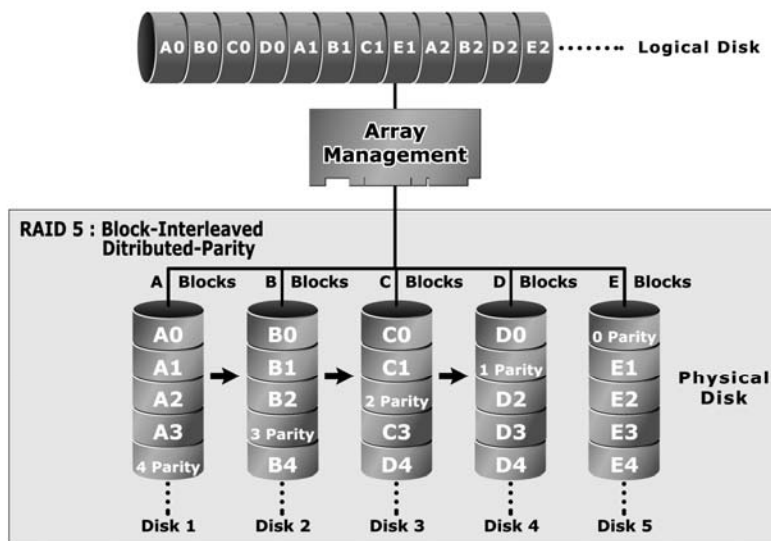 A0 B0 C0 D0 A1 B1 C1 E1 A2 B2 D2 E2 Logical Disk
Array
Management
RAID 5 : Block-Interleaved
Ditributed-Parity
A Blocks B Blocks C Blocks D Blocks E Blocks
A0 B0 C0 D0 0 Parity
A1 B1 C1 1 Parity E1
A2 B2 2 Parity D2 E2
A3 3 Parity C3 D3 E3
4 Parity B4 D4 D4 E4
Physical
Disk
Disk 1 Disk 2 Disk 3 Disk 4 Disk 5